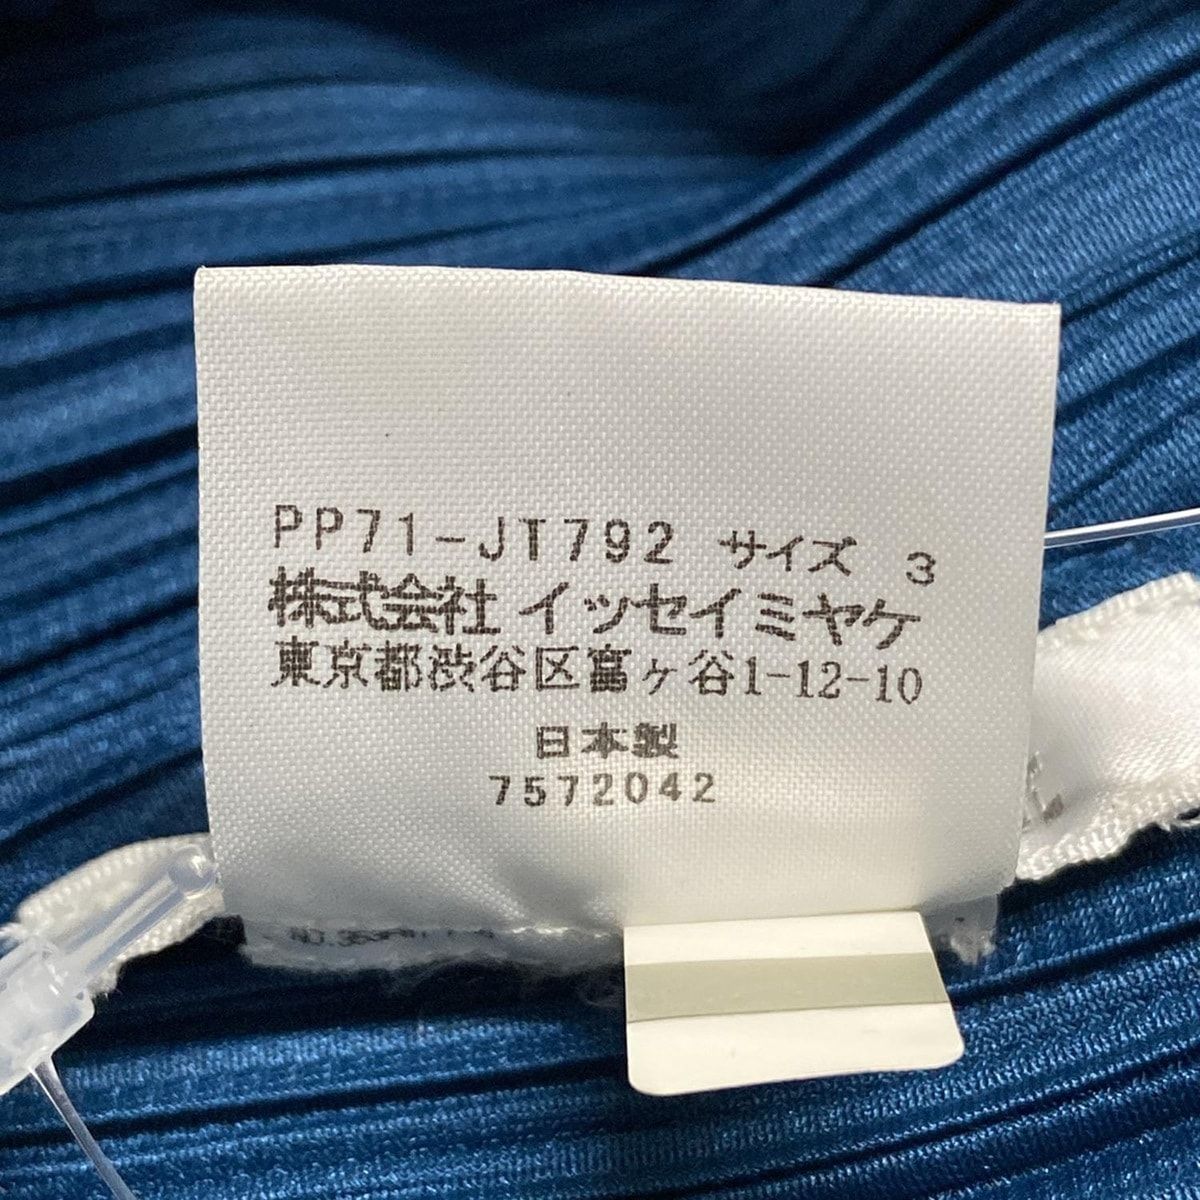 PP71-JT792 サイズ 3
株式会社 イッセイミヤケ
東京都渋谷区富ヶ谷1-12-10
日本製
7572042